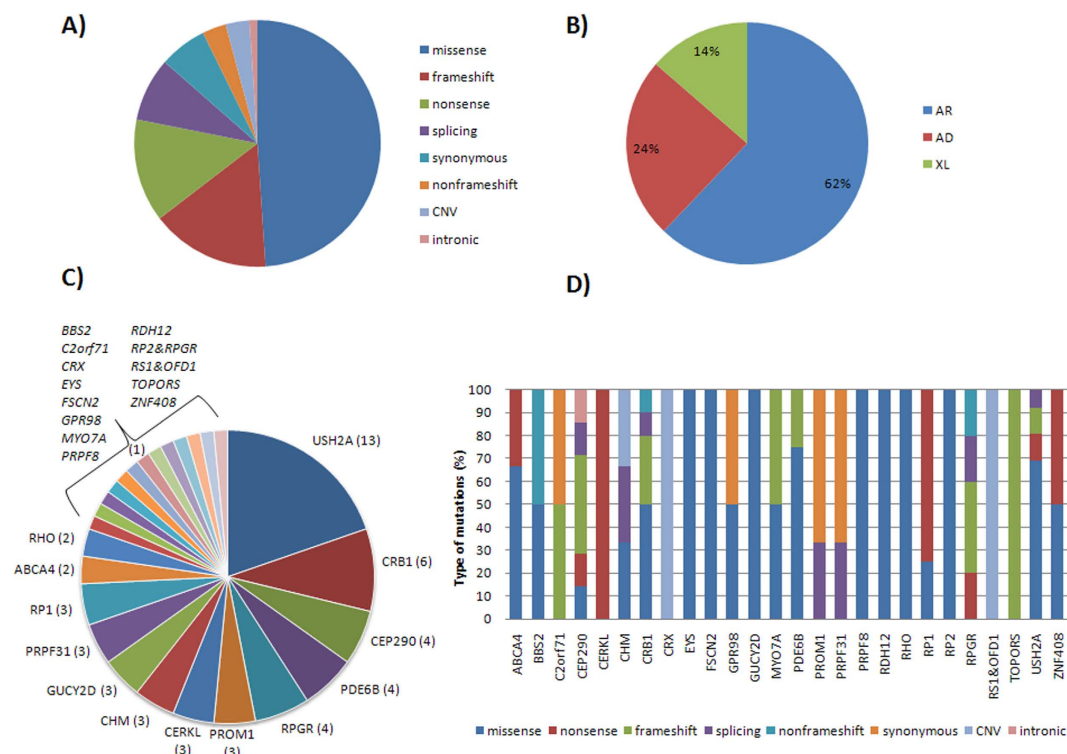 A)
missense
frameshift
nonsense
splicing
synonymous
nonframeshift
CNV
intronic
B)
14%
24%
62%
AR
AD
XL
C)
BBS2 RDH12
C2orf71 RP2&RPGR
CRX RS1&OFD1
EYS TOPORS
FSCN2 ZNF408
GPR98
MYO7A
PRPF8
(1)
USH2A (13)
CRB1 (6)
CEP290 (4)
PDE6B (4)
RPGR (4)
PROM1
(3)
CERKL
(3)
CHM (3)
GUCY2D (3)
PRPF31 (3)
RP1 (3)
ABCA4 (2)
RHO (2)
D)
Type of mutations (%)
100
90
80
70
60
50
40
30
20
10
0
ABCA4
BBS2
C2orf71
CEP290
CERKL
CHM
CRB1
CRX
EYS
FSCN2
GPR98
GUCY2D
MYO7A
PDE6B
PROM1
PRPF31
PRPF8
RDH12
RHO
RP1
RP2
RPGR
RS1&OFD1
TOPORS
USH2A
ZNF408
missense nonsense frameshift splicing nonframeshift synonymous CNV intronic